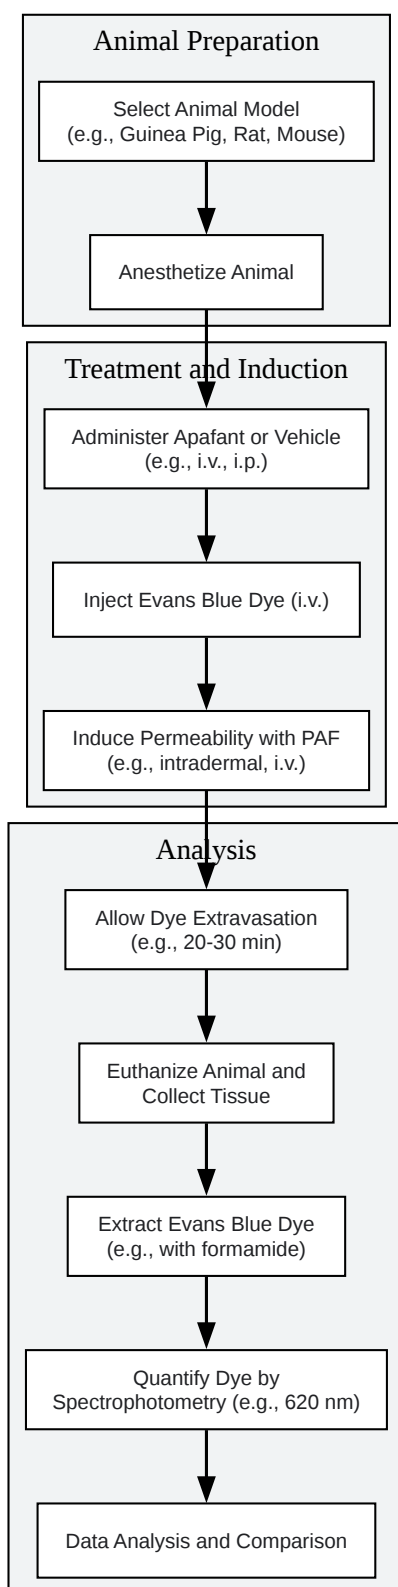 Animal Preparation
Select Animal Model
(e.g., Guinea Pig, Rat, Mouse)
Anesthetize Animal
Treatment and Induction
Administer Apafant or Vehicle
(e.g., i.v., i.p.)
Inject Evans Blue Dye (i.v.)
Induce Permeability with PAF
(e.g., intradermal, i.v.)
Analysis
Allow Dye Extravasation
(e.g., 20-30 min)
Euthanize Animal and
Collect Tissue
Extract Evans Blue Dye
(e.g., with formamide)
Quantify Dye by
Spectrophotometry (e.g., 620 nm)
Data Analysis and Comparison